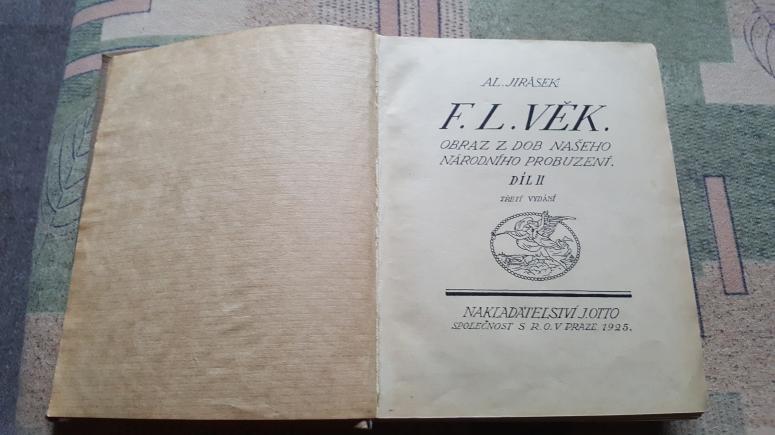 AL. JIRÁSEK
F. L. VĚK.
OBRAZ Z DOB NAŠEHO
NÁRODNÍHO PROBUZENÍ.
DÍL II
TŘETÍ VYDÁNÍ
NAKLADATELSTVÍ J. OTTO
SPOLEČNOST S R. O. V PRAZE. 1925.